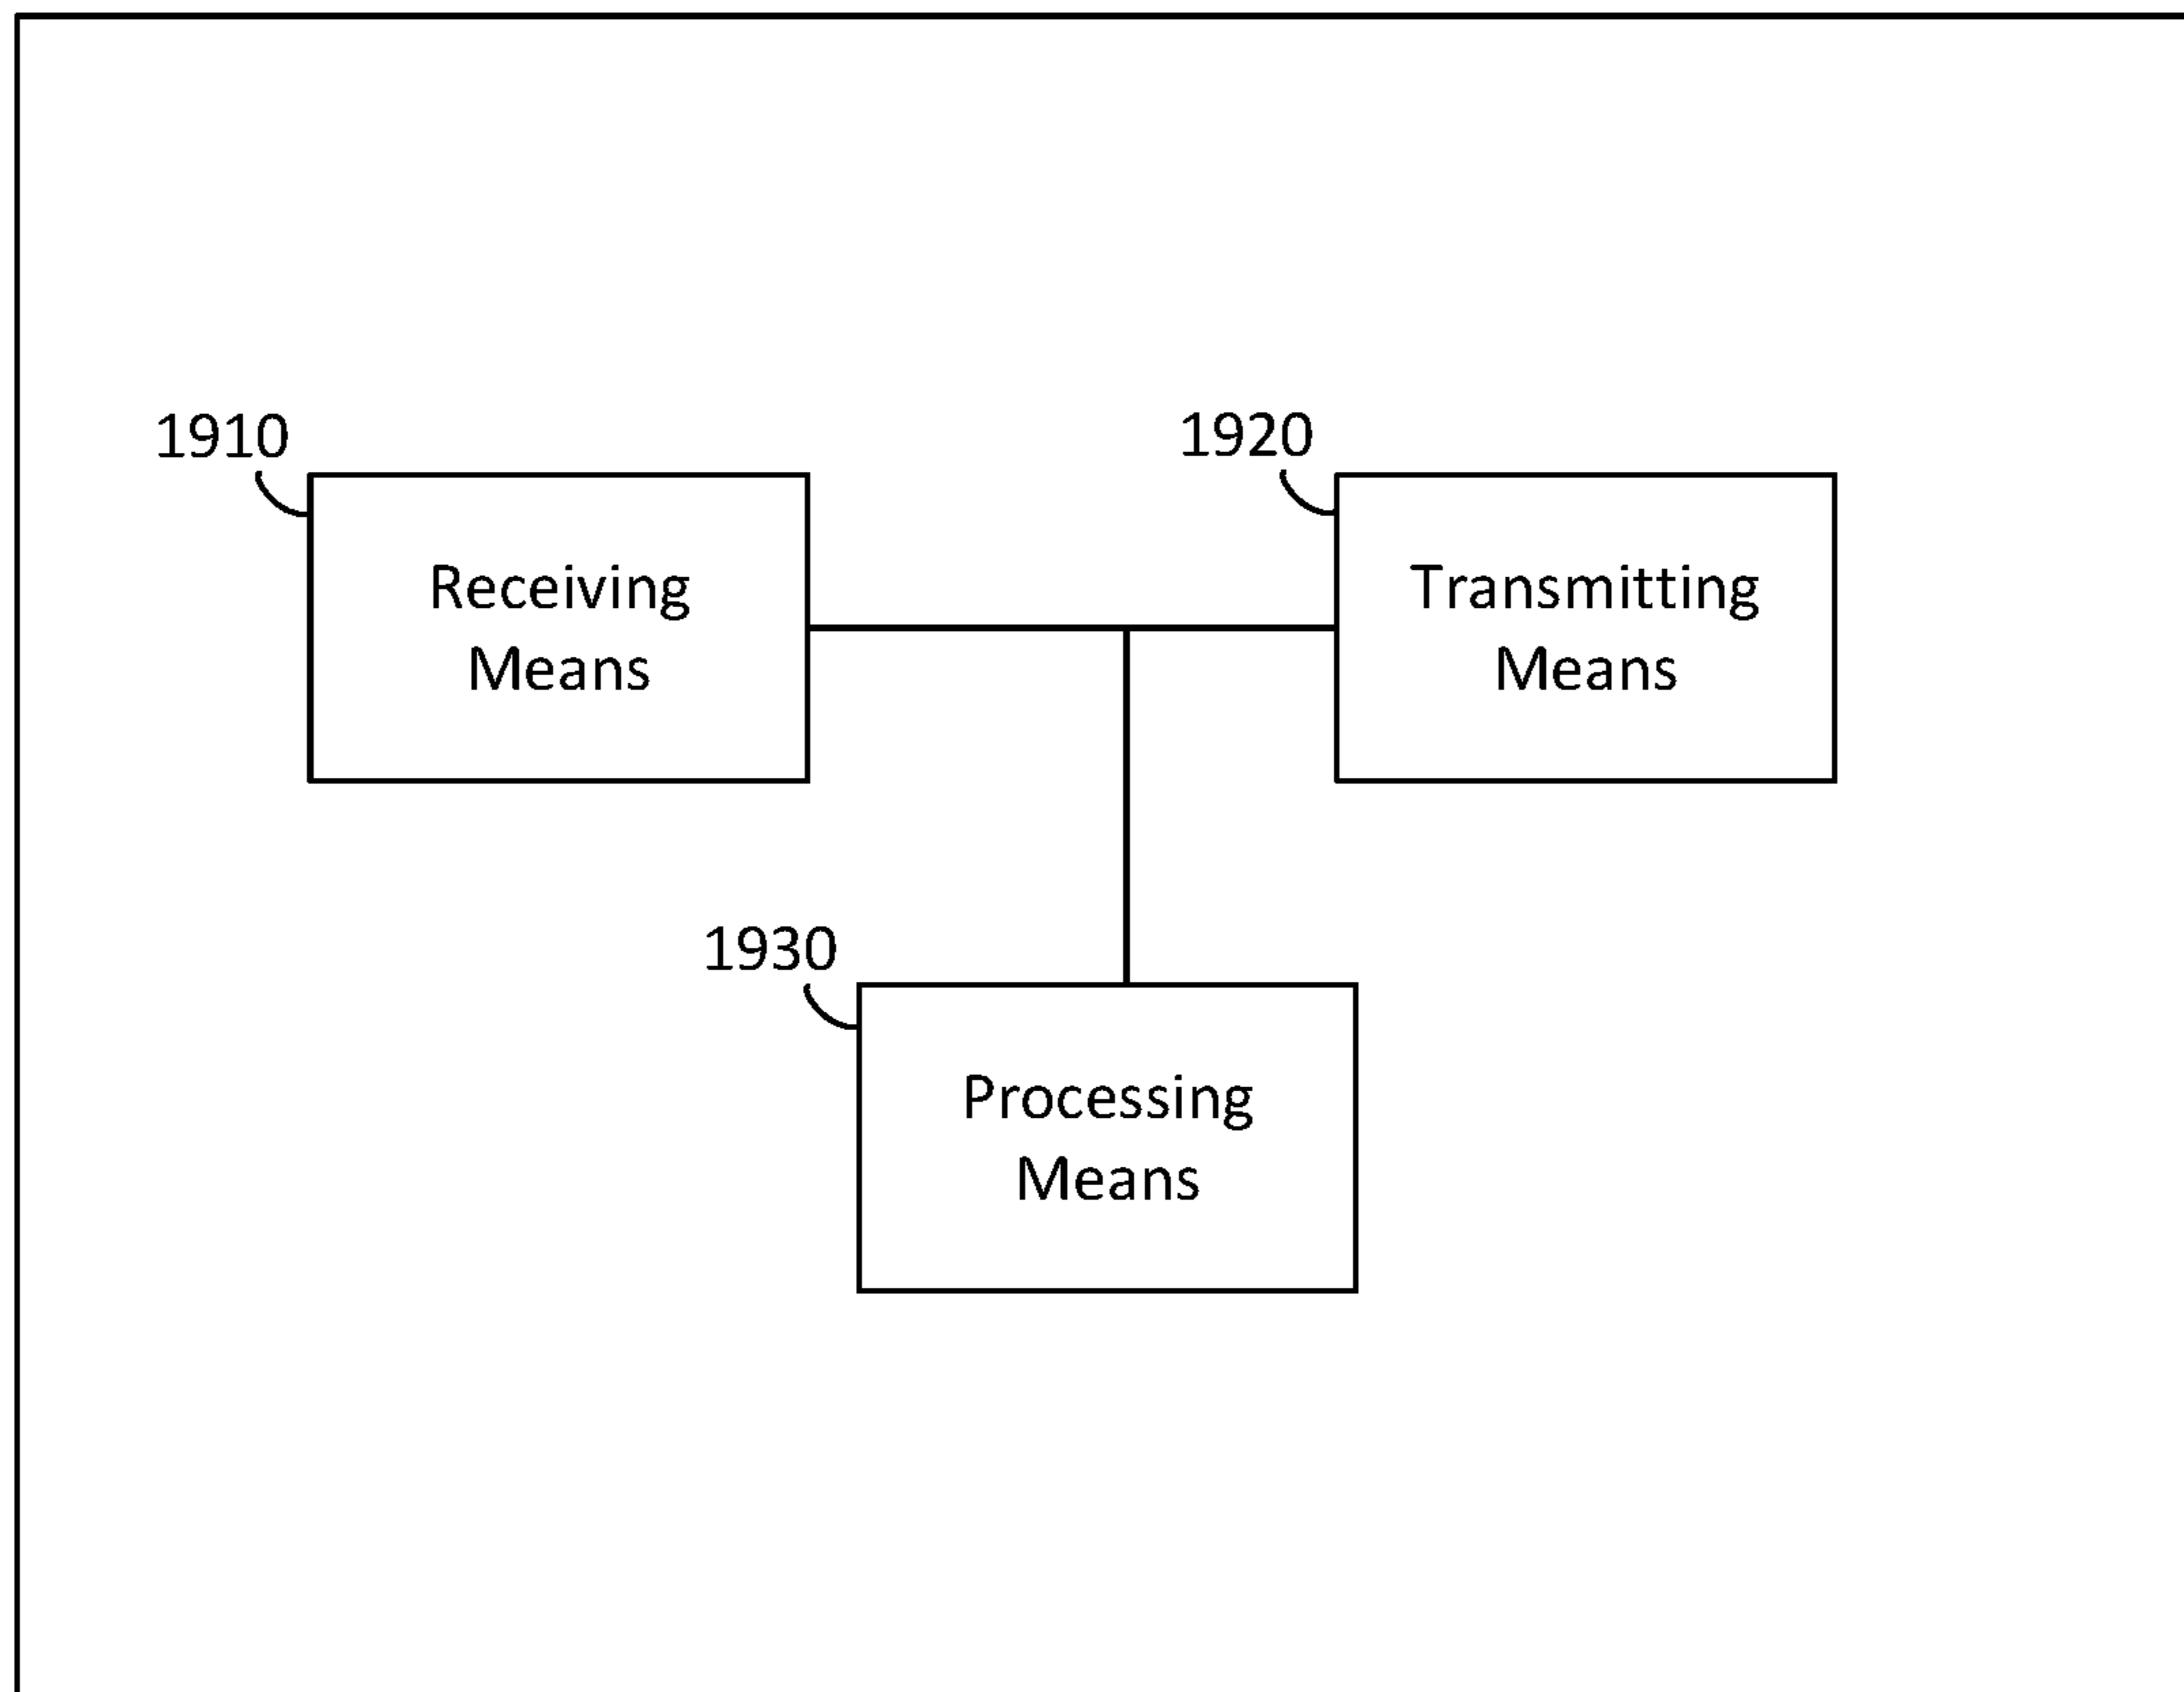 1910
Receiving
Means
1920
Transmitting
Means
1930
Processing
Means